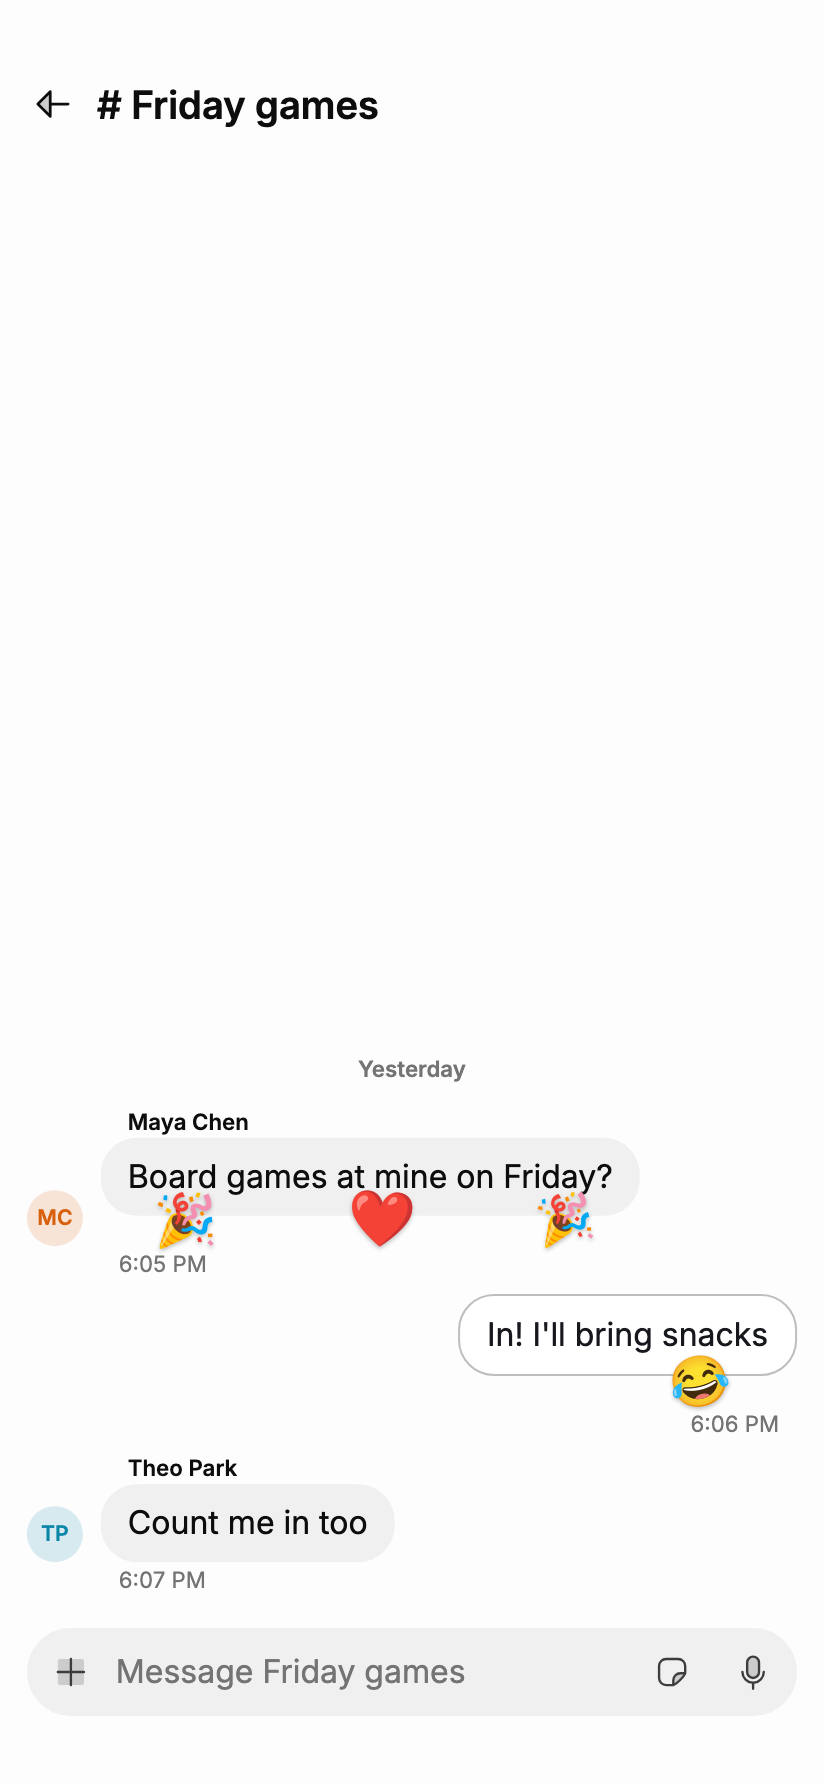 # Friday games
Yesterday
Maya Chen
Board games at mine on Friday?
MC
6:05 PM
In! I'll bring snacks
6:06 PM
Theo Park
Count me in too
TP
6:07 PM
Message Friday games